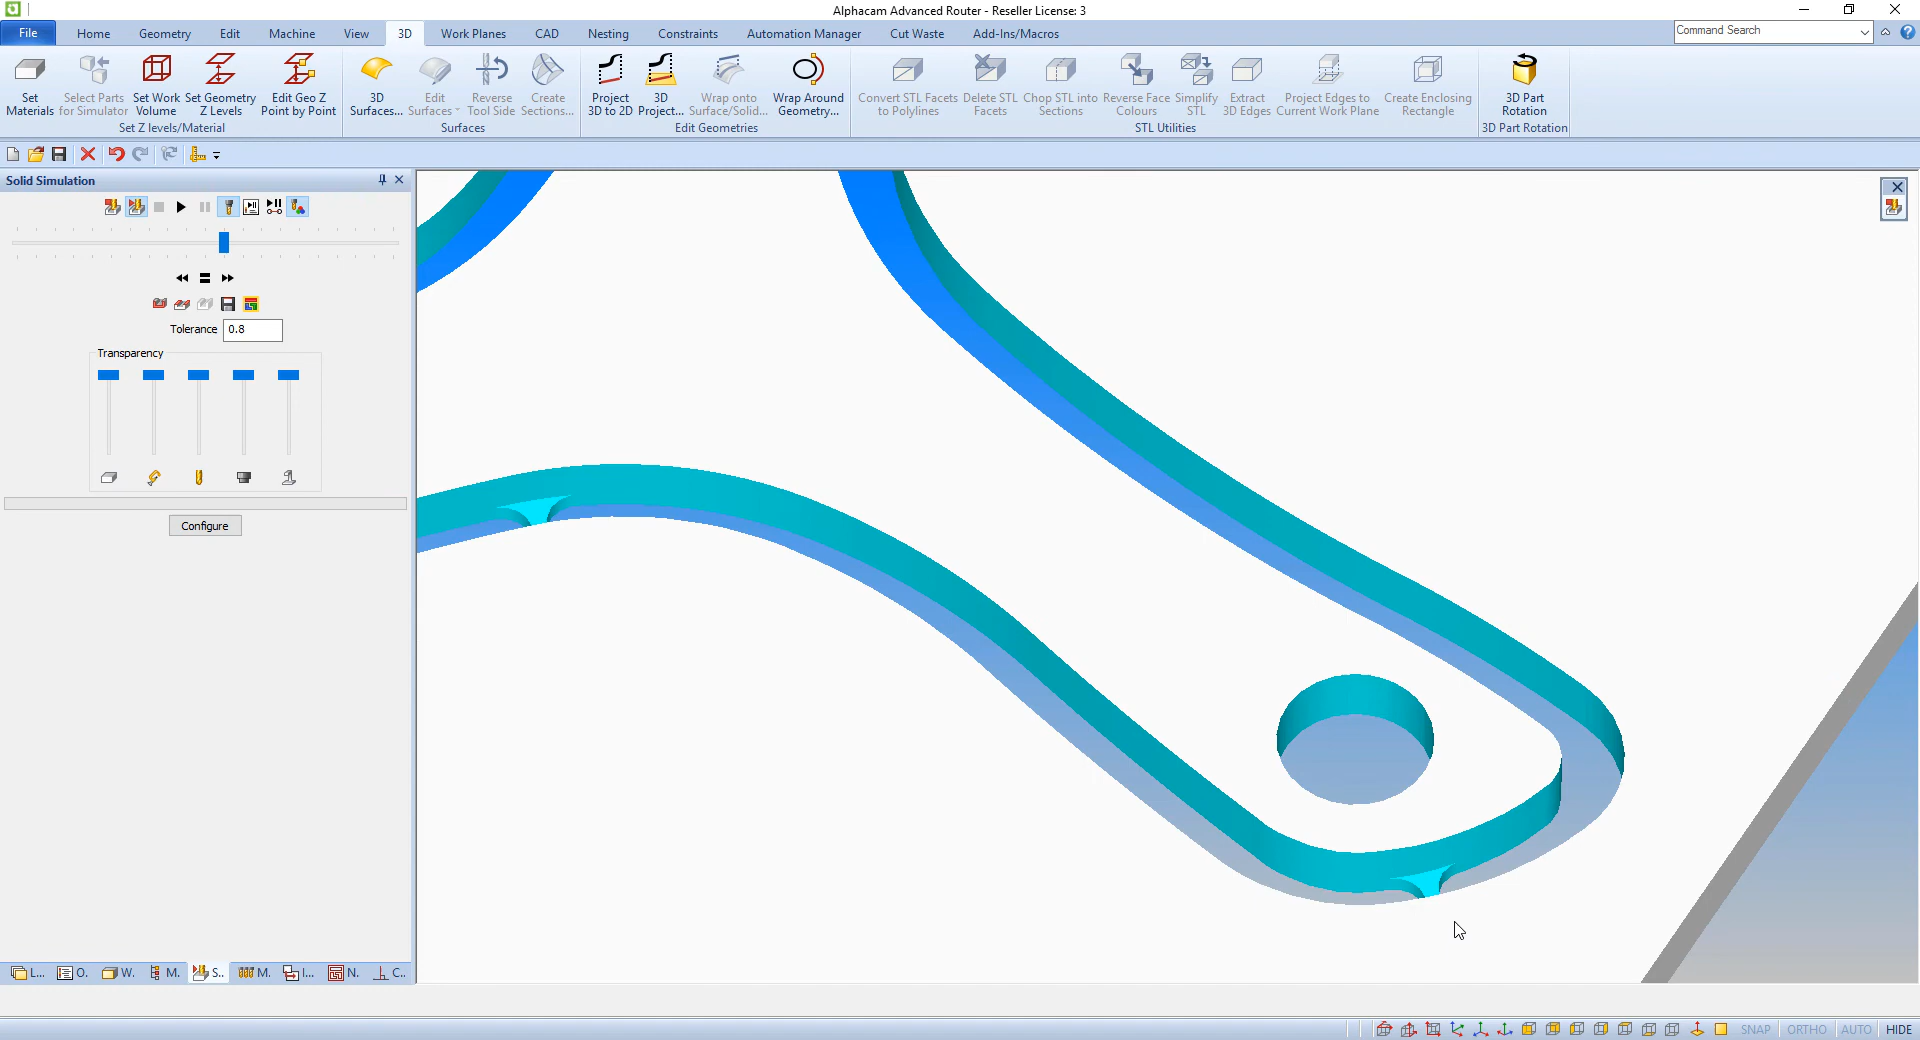 Alphacam Advanced Router - Reseller License: 3
File Home Geometry Edit Machine View 3D Work Planes CAD Nesting Constraints Automation Manager Cut Waste Add-Ins/Macros Command Search
Set Materials
Select Parts for Simulator
Set Work Volume
Set Geometry Z Levels
Edit Geo Z Point by Point
3D Surfaces...
Edit Surfaces
Reverse Tool Side
Create Sections...
Project 3D to 2D
3D Project...
Wrap onto Surface/Solid...
Wrap Around Geometry...
Convert STL Facets to Polylines
Delete STL Facets
Chop STL into Sections
Reverse Face Colours
Simplify STL
Extract 3D Edges
Project Edges to Current Work Plane
Create Enclosing Rectangle
3D Part Rotation
Set Z levels/Material Surfaces Edit Geometries STL Utilities 3D Part Rotation
Solid Simulation
Tolerance 0.8
Transparency
Configure
L... O. W. M. S.. M. I... N. C..
SNAP ORTHO AUTO HIDE